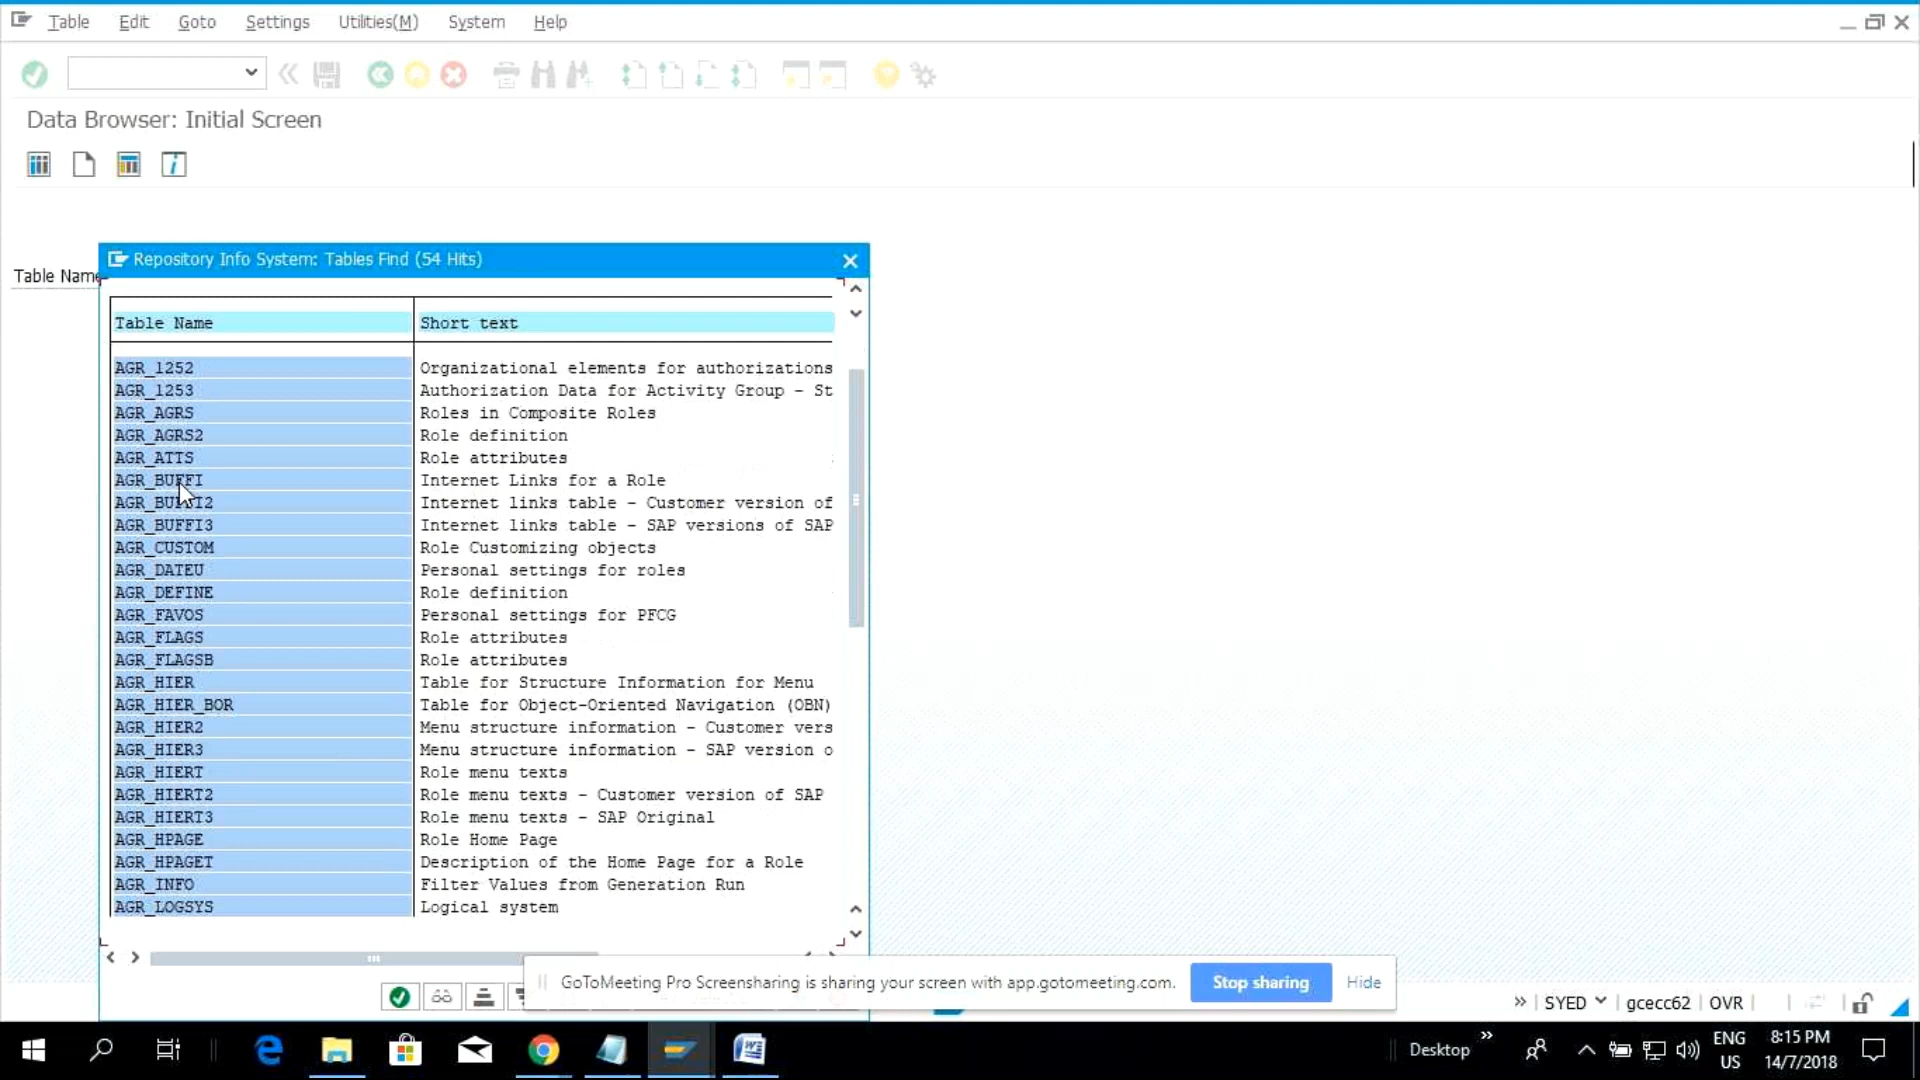 Table Edit Goto Settings Utilities(M) System Help
Data Browser: Initial Screen
Table Name
Repository Info System: Tables Find (54 Hits)
Table Name Short text
AGR_1252 Organizational elements for authorizations
AGR_1253 Authorization Data for Activity Group - St
AGR_AGRS Roles in Composite Roles
AGR_AGRS2 Role definition
AGR_ATTS Role attributes
AGR_BUFFI Internet Links for a Role
AGR_BUFFI2 Internet links table - Customer version of
AGR_BUFFI3 Internet links table - SAP versions of SAP
AGR_CUSTOM Role Customizing objects
AGR_DATEU Personal settings for roles
AGR_DEFINE Role definition
AGR_FAVOS Personal settings for PFCG
AGR_FLAGS Role attributes
AGR_FLAGSB Role attributes
AGR_HIER Table for Structure Information for Menu
AGR_HIER_BOR Table for Object-Oriented Navigation (OBN)
AGR_HIER2 Menu structure information - Customer vers
AGR_HIER3 Menu structure information - SAP version o
AGR_HIERT Role menu texts
AGR_HIERT2 Role menu texts - Customer version of SAP
AGR_HIERT3 Role menu texts - SAP Original
AGR_HPAGE Role Home Page
AGR_HPAGET Description of the Home Page for a Role
AGR_INFO Filter Values from Generation Run
AGR_LOGSYS Logical system
GoToMeeting Pro Screensharing is sharing your screen with app.gotomeeting.com. Stop sharing Hide
SYED gcecc62 OVR
Desktop ENG 8:15 PM
US 14/7/2018